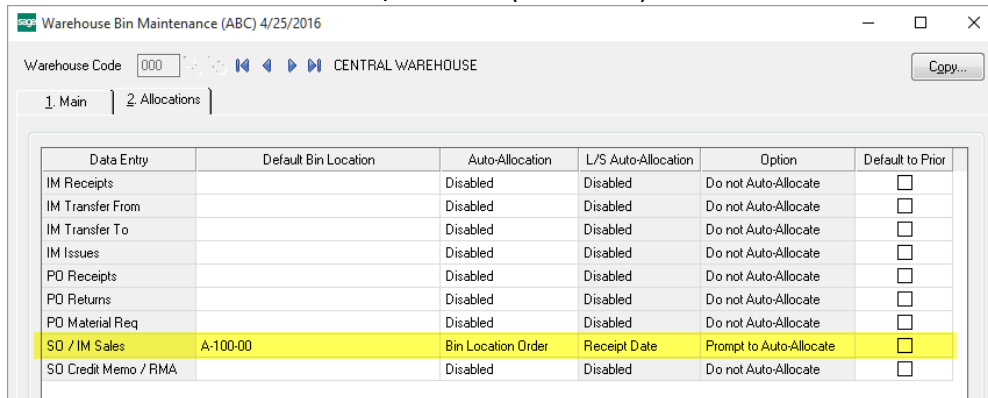 sage Warehouse Bin Maintenance (ABC) 4/25/2016
Warehouse Code 000 CENTRAL WAREHOUSE Copy...
1. Main 2. Allocations
Data Entry Default Bin Location Auto-Allocation L/S Auto-Allocation Option Default to Prior
IM Receipts Disabled Disabled Do not Auto-Allocate
IM Transfer From Disabled Disabled Do not Auto-Allocate
IM Transfer To Disabled Disabled Do not Auto-Allocate
IM Issues Disabled Disabled Do not Auto-Allocate
PO Receipts Disabled Disabled Do not Auto-Allocate
PO Returns Disabled Disabled Do not Auto-Allocate
PO Material Req Disabled Disabled Do not Auto-Allocate
SO / IM Sales A-100-00 Bin Location Order Receipt Date Prompt to Auto-Allocate
SO Credit Memo / RMA Disabled Disabled Do not Auto-Allocate